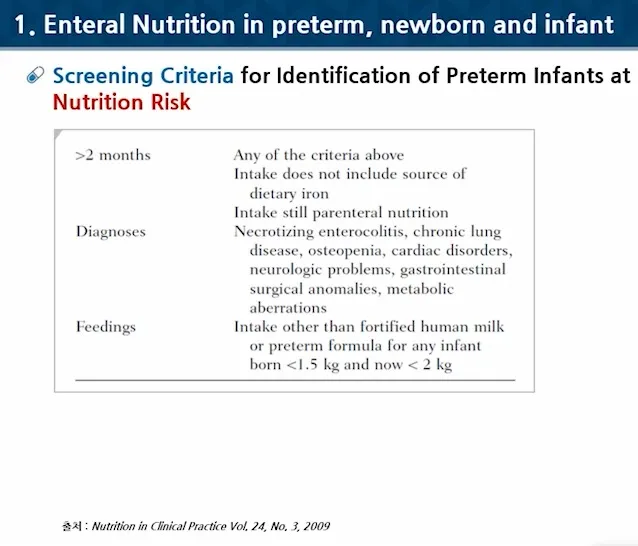 1. Enteral Nutrition in preterm, newborn and infant
Screening Criteria for Identification of Preterm Infants at
Nutrition Risk
>2 months Any of the criteria above
Intake does not include source of
dietary iron
Intake still parenteral nutrition
Diagnoses Necrotizing enterocolitis, chronic lung
disease, osteopenia, cardiac disorders,
neurologic problems, gastrointestinal
surgical anomalies, metabolic
aberrations
Feedings Intake other than fortified human milk
or preterm formula for any infant
born <1.5 kg and now < 2 kg
출처 : Nutrition in Clinical Practice Vol. 24, No. 3, 2009